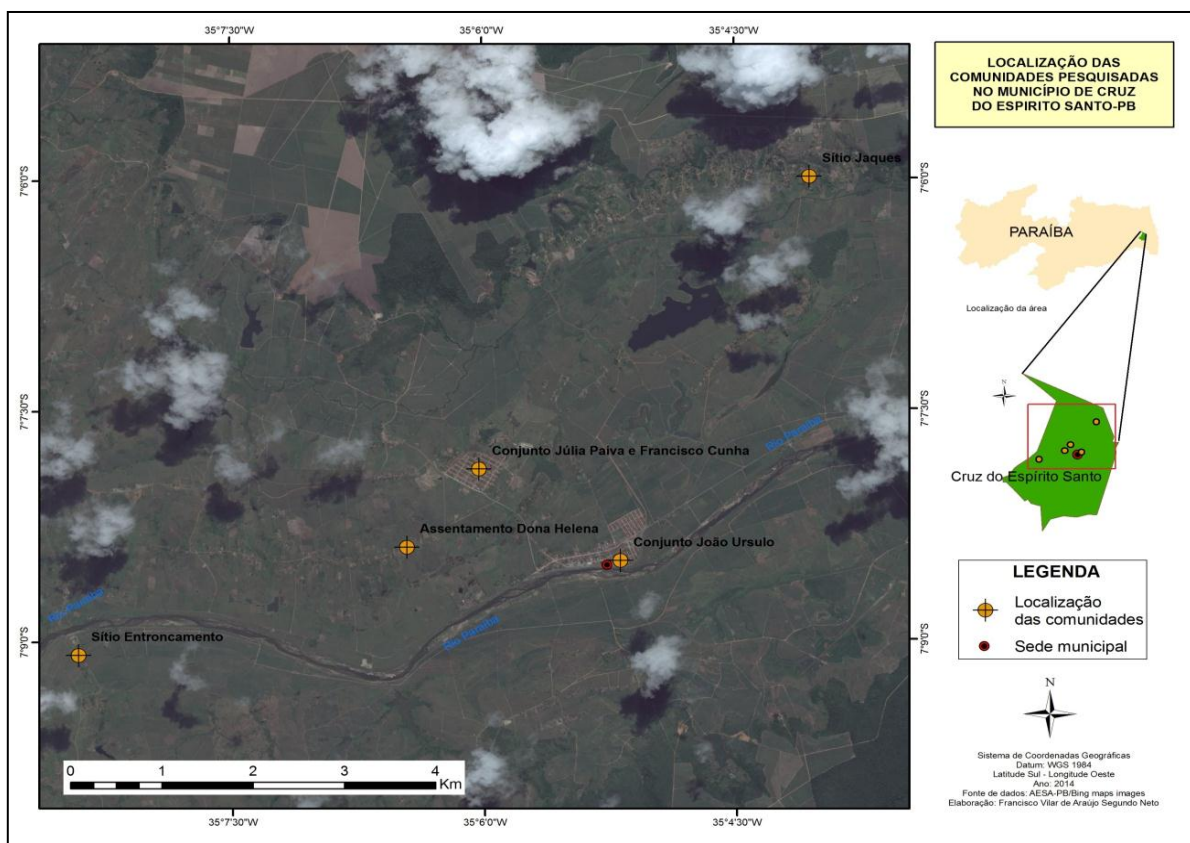 35°7'30"W 35°6'0"W 35°4'30"W
LOCALIZAÇÃO DAS
COMUNIDADES PESQUISADAS
NO MUNICÍPIO DE CRUZ
DO ESPIRITO SANTO-PB
Sítio Jaques
7°6'0"S 7°6'0"S
PARAÍBA
Localização da área
N
7°7'30"S 7°7'30"S
Rio Paraíba
Conjunto Júlia Paiva e Francisco Cunha
Cruz do Espírito Santo
Assentamento Dona Helena
Conjunto João Ursulo
Rio Paraíba
Rio Paraíba
Sítio Entroncamento
7°9'0"S 7°9'0"S
LEGENDA
Localização
das comunidades
Sede municipal
N
0 1 2 3 4
Km
Sistema de Coordenadas Geográficas
Datum: WGS 1984
Latitude Sul - Longitude Oeste
Ano: 2014
Fonte de dados: AESA-PB/Bing maps images
Elaboração: Francisco Vilar de Araújo Segundo Neto
35°7'30"W 35°6'0"W 35°4'30"W